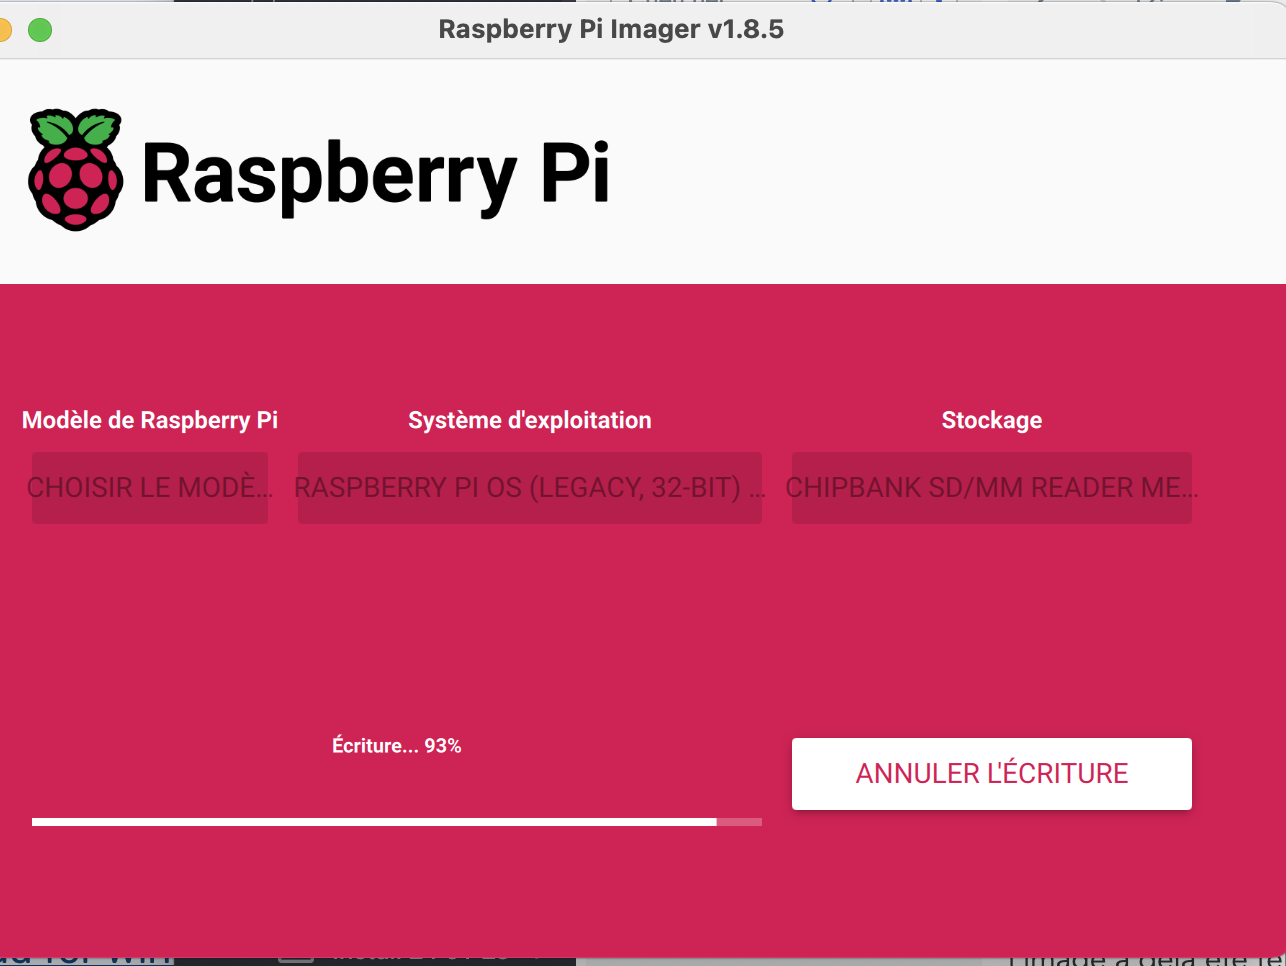 Raspberry Pi Imager v1.8.5
Raspberry Pi
Modèle de Raspberry Pi
Système d'exploitation
Stockage
CHOISIR LE MODÈ...
RASPBERRY PI OS (LEGACY, 32-BIT) ...
CHIPBANK SD/MM READER ME...
Écriture... 93%
ANNULER L'ÉCRITURE